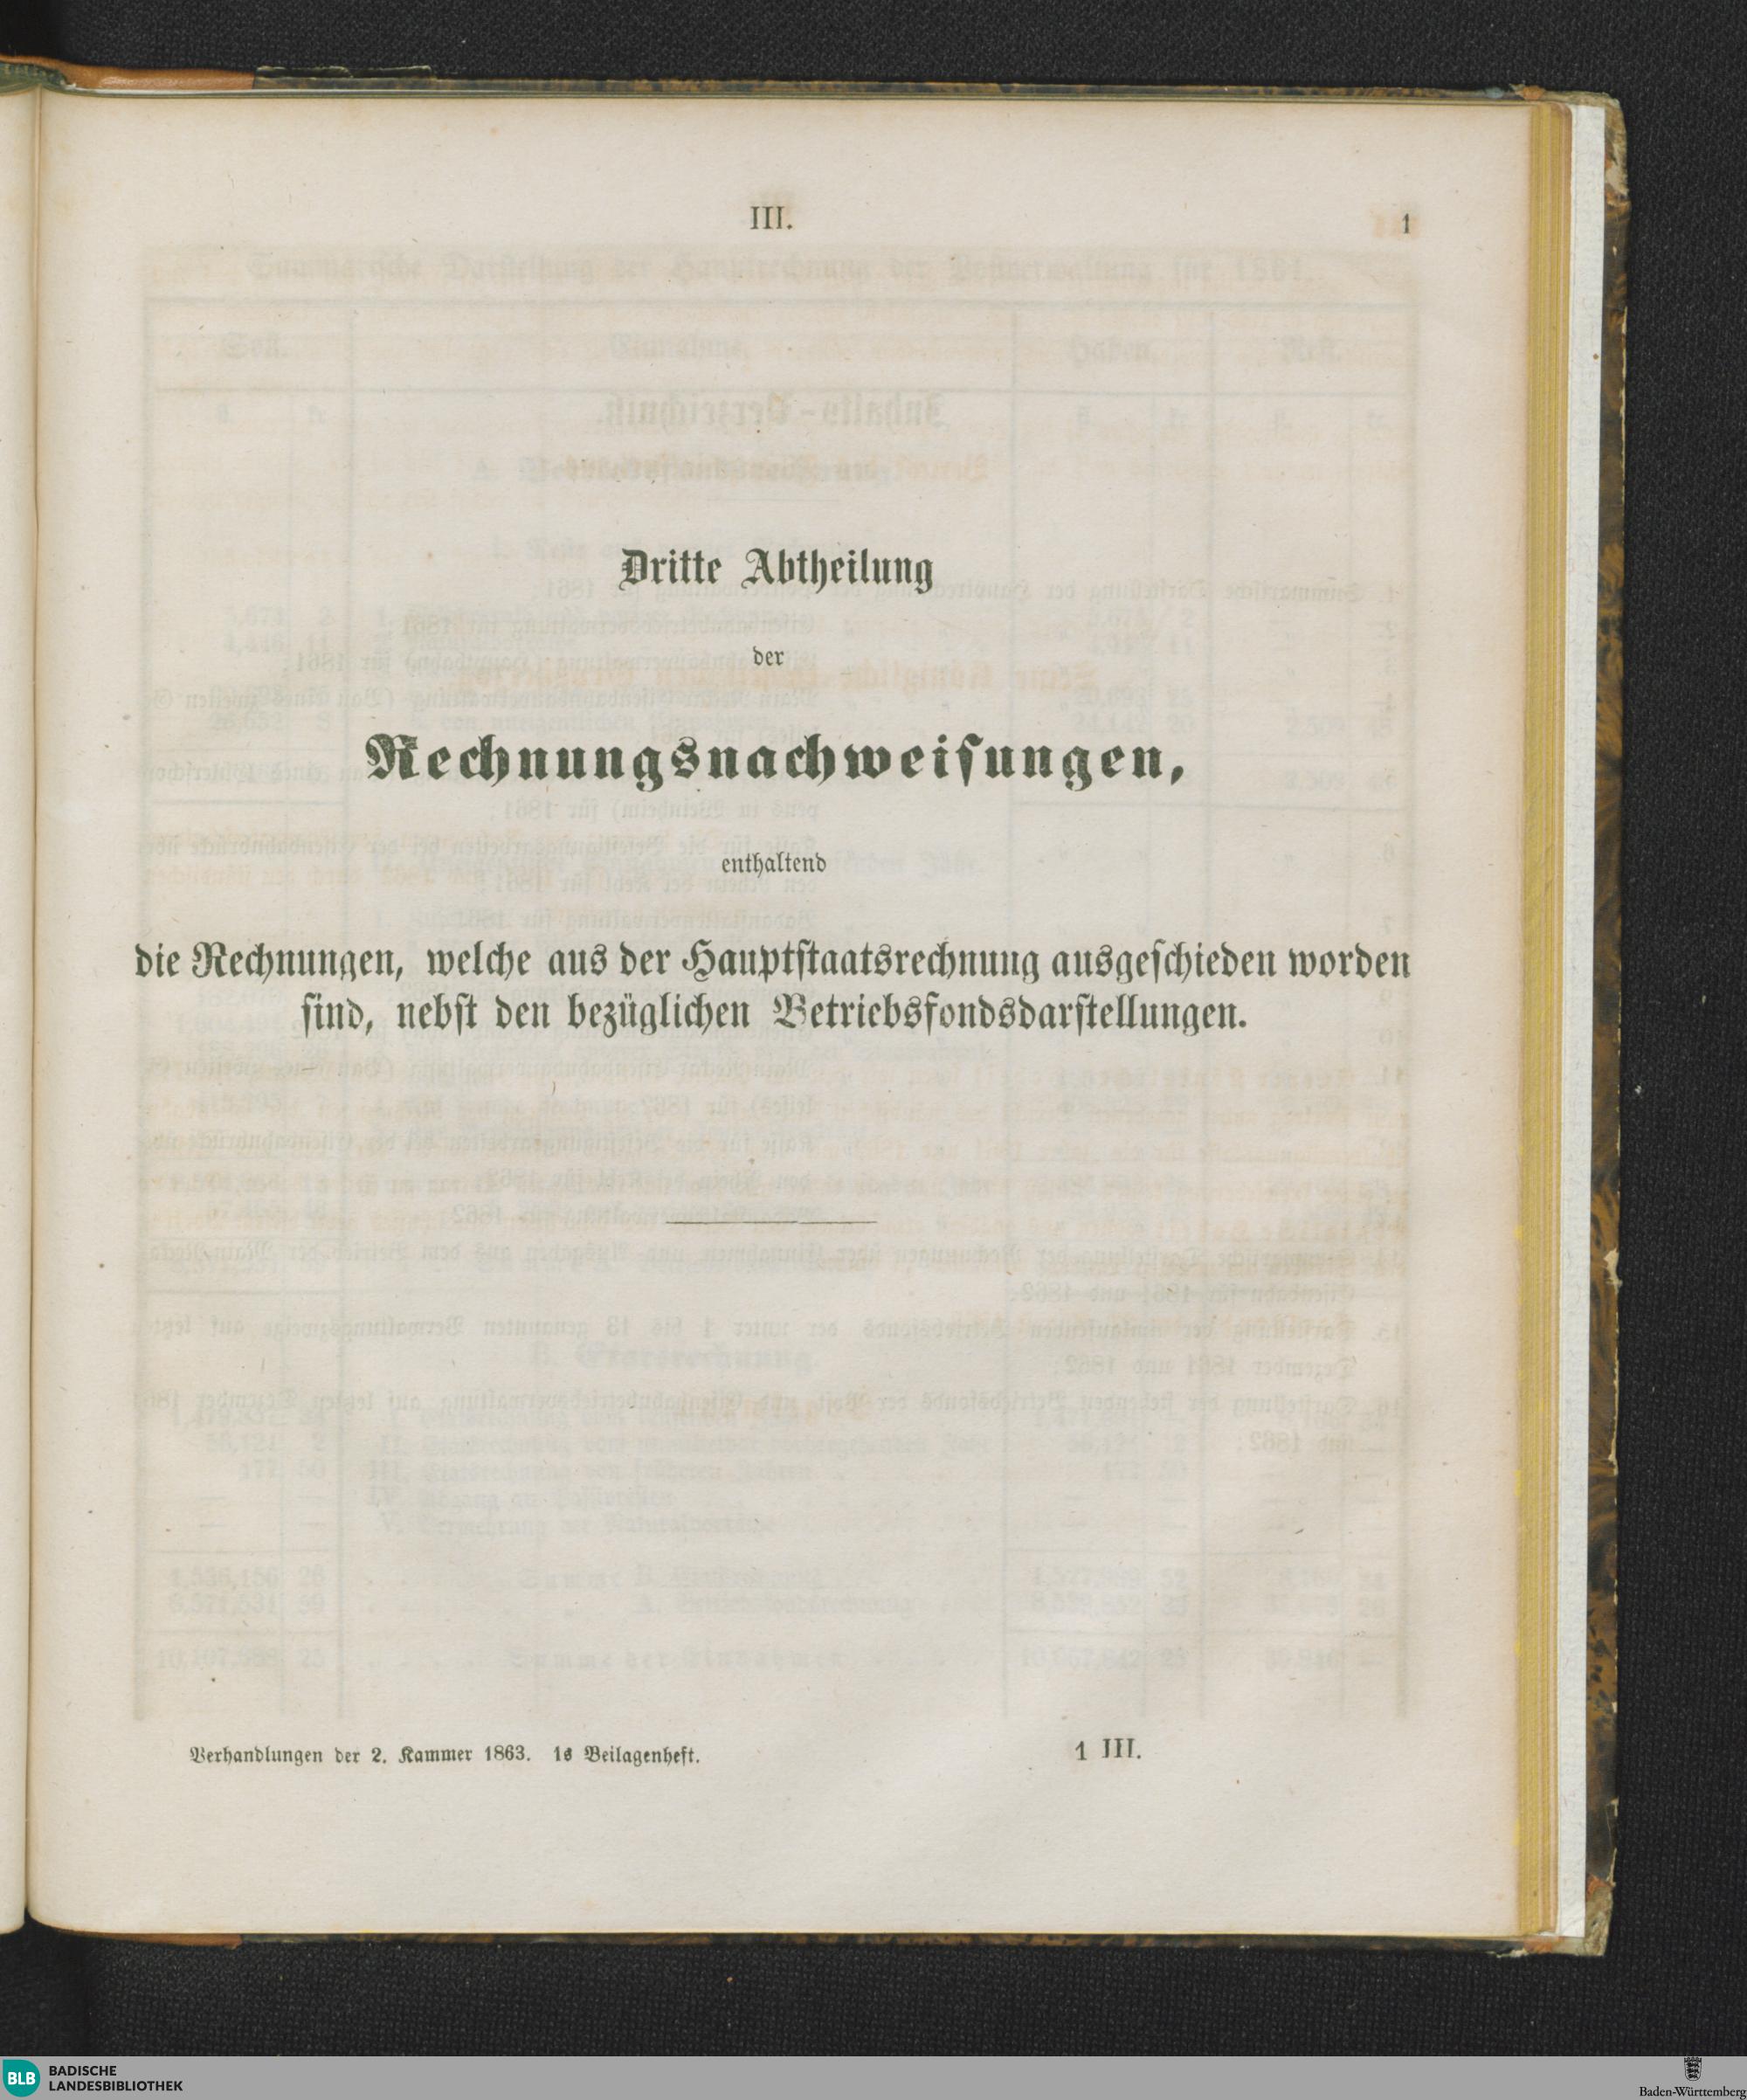 III.
1
Dritte Abtheilung
der
Rechnungsnachweisungen,
enthaltend
die Rechnungen, welche aus der Hauptstaatsrechnung ausgeschieden worden
sind, nebst den bezüglichen Betriebsfondsdarstellungen.
Verhandlungen der 2. Kammer 1863. 1s Beilagenheft.
1 III.
BLB BADISCHE
LANDESBIBLIOTHEK
Baden-Württemberg